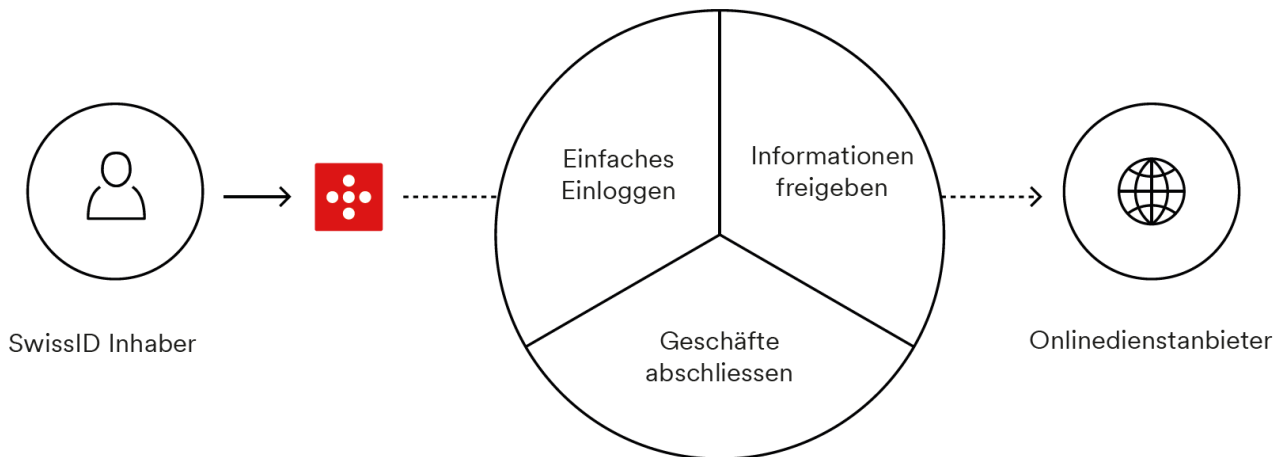 Einfaches
Einloggen
Informationen
freigeben
Geschäfte
abschliessen
SwissID Inhaber
Onlinedienstanbieter